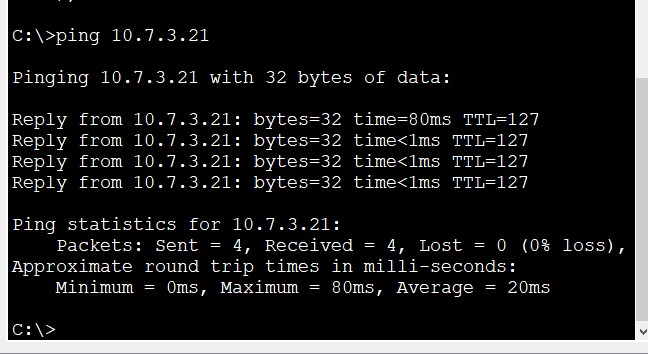 C:\>ping 10.7.3.21
Pinging 10.7.3.21 with 32 bytes of data:
Reply from 10.7.3.21: bytes=32 time=80ms TTL=127
Reply from 10.7.3.21: bytes=32 time<1ms TTL=127
Reply from 10.7.3.21: bytes=32 time<1ms TTL=127
Reply from 10.7.3.21: bytes=32 time<1ms TTL=127
Ping statistics for 10.7.3.21:
    Packets: Sent = 4, Received = 4, Lost = 0 (0% loss),
Approximate round trip times in milli-seconds:
    Minimum = 0ms, Maximum = 80ms, Average = 20ms
C:\>